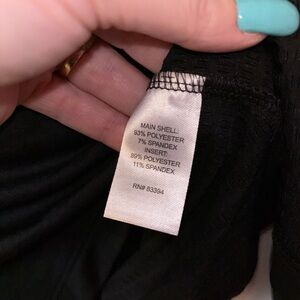 MAIN SHELL:
93% POLYESTER
7% SPANDEX
INSERT:
89% POLYESTER
11% SPANDEX
RN# 83394